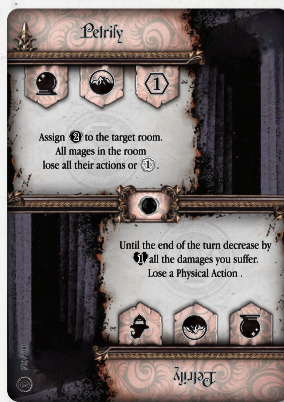 Petrify
1
Assign 2 to the target room.
All mages in the room
lose all their actions or 1.
Until the end of the turn decrease by
1 all the damages you suffer.
Lose a Physical Action .
Petrify